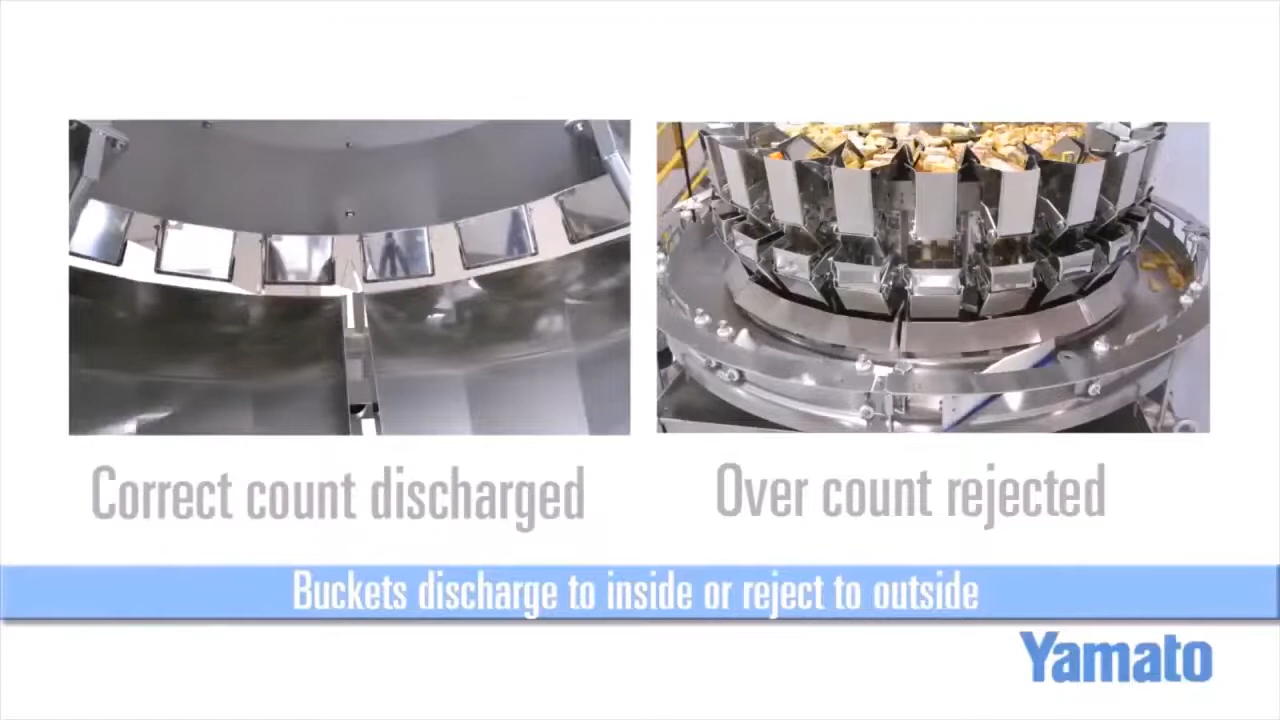 Correct count discharged
Over count rejected
Buckets discharge to inside or reject to outside
Yamato